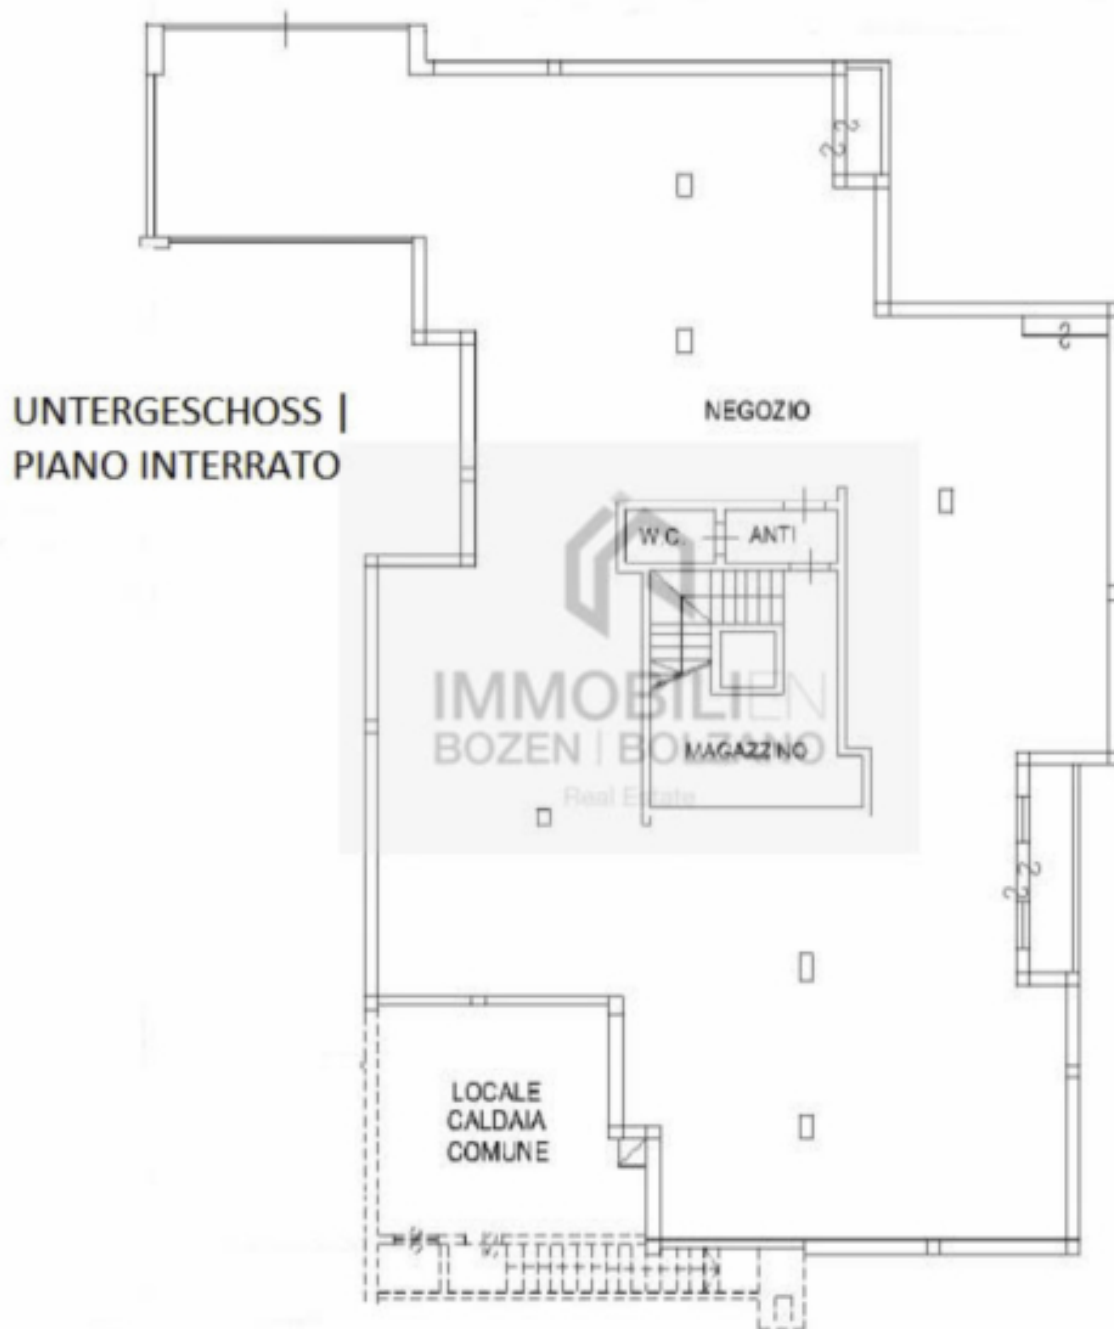 UNTERGESCHOSS |
PIANO INTERRATO
NEGOZIO
W.C.
ANTI
IMMOBILIEN
BOZEN | BOLZANO
MAGAZZINO
Real Estate
LOCALE
CALDAIA
COMUNE